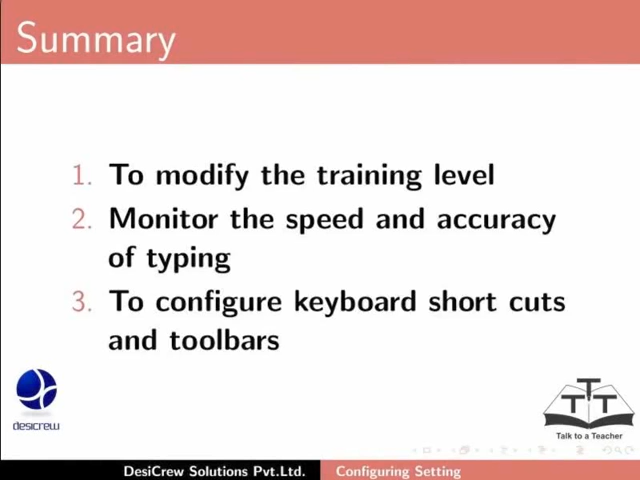 Summary
1. To modify the training level
2. Monitor the speed and accuracy
of typing
3. To configure keyboard short cuts
and toolbars
desicrew
T T T
Talk to a Teacher
DesiCrew Solutions Pvt.Ltd.
Configuring Setting